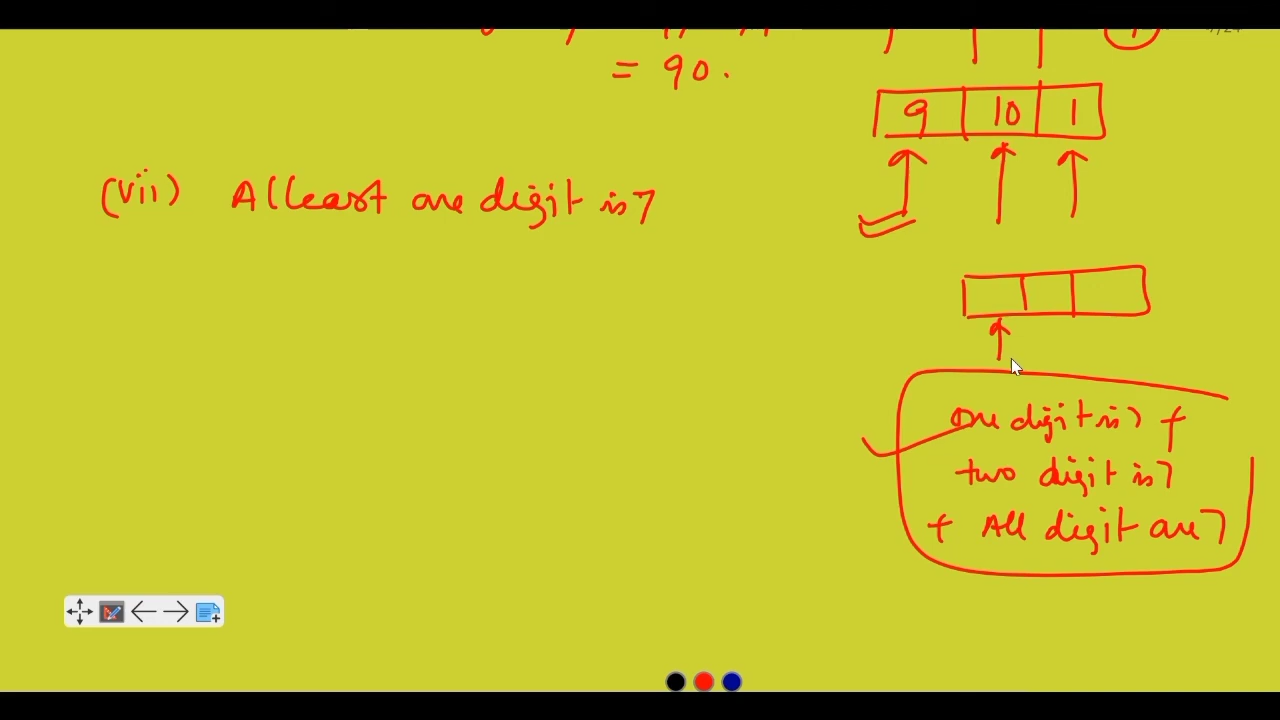 = 90.
9 10 1
(vii) Atleast one digit is 7
One digit is 7 +
two digit is 7
+ All digit are 7